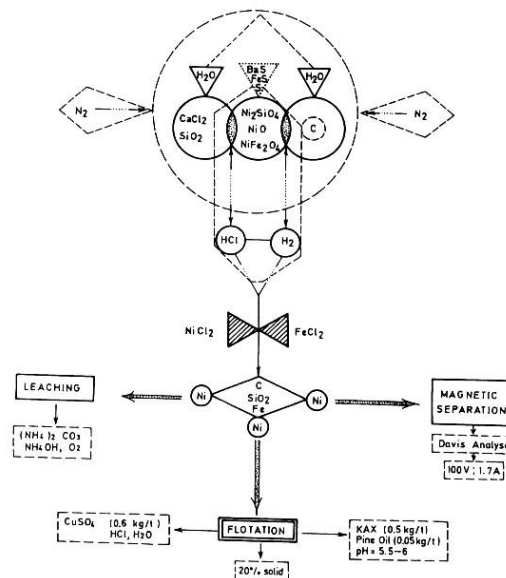 H2O
BaS
FeS
S
H2O
N2
CaCl2
SiO2
Ni2SiO4
NiO
NiFe2O4
C
N2
HCl
H2
NiCl2
FeCl2
LEACHING
(NH4)2 CO3
NH4OH, O2
Ni
C
SiO2
Fe
Ni
Ni
MAGNETIC
SEPARATION
Davis Analyse
100V; 1.7A
CuSO4 (0.6 kg/t)
HCl, H2O
FLOTATION
20% solid
KAX (0.5kg/t)
Pine Oil (0.05kg/t)
pH = 5.5-6